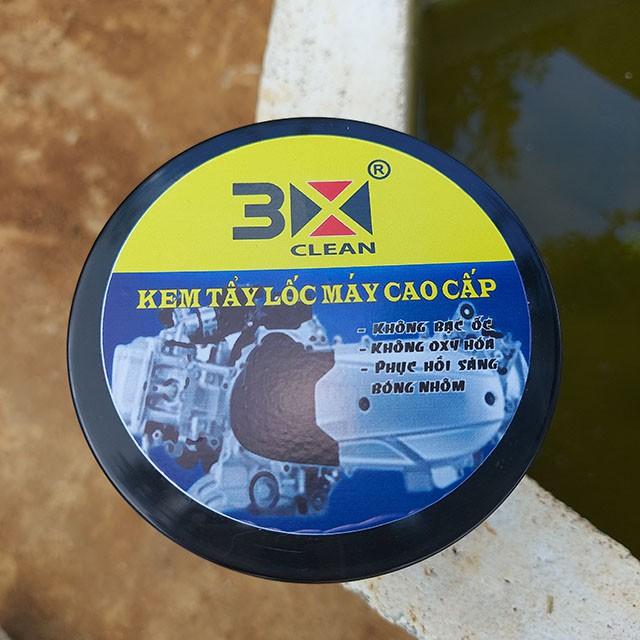 3X ®
CLEAN
KEM TẨY LỐC MÁY CAO CẤP
- KHÔNG BẠC ỐC
- KHÔNG OXY HÓA
- PHỤC HỒI SÁNG
BÓNG NHÔM